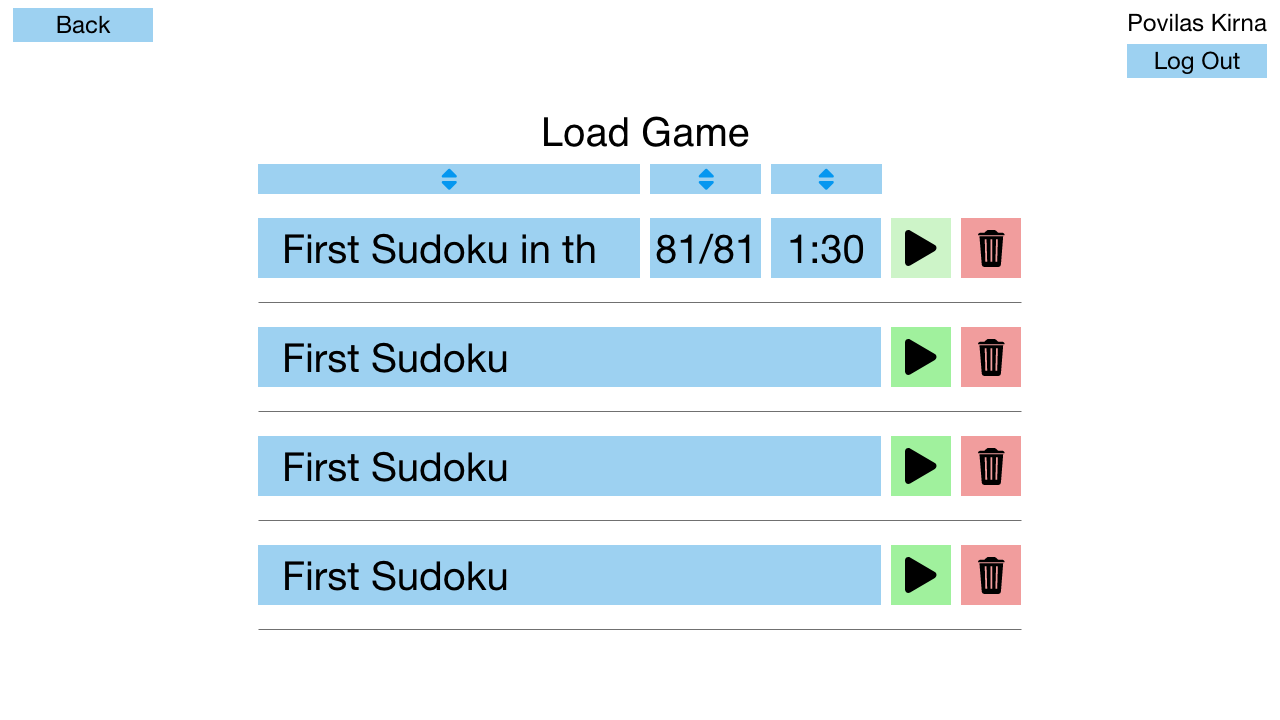 Back
Povilas Kirna
Log Out
Load Game
First Sudoku in th 81/81 1:30
First Sudoku
First Sudoku
First Sudoku